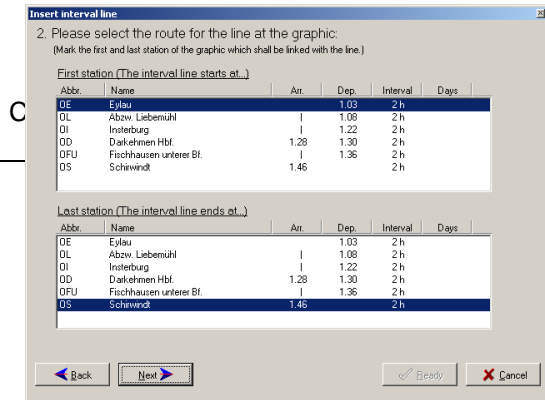 Insert interval line
2. Please select the route for the line at the graphic:
(Mark the first and last station of the graphic which shall be linked with the line.)
First station (The interval line starts at...)
Abbr. Name Arr. Dep. Interval Days
OE Eylau 1.03 2 h
OL Abzw. Liebemühl | 1.08 2 h
OI Insterburg | 1.22 2 h
OD Darkehmen Hbf. 1.28 1.30 2 h
OFU Fischhausen unterer Bf. | 1.36 2 h
OS Schirwindt 1.46 2 h
C
Last station (The interval line ends at...)
Abbr. Name Arr. Dep. Interval Days
OE Eylau 1.03 2 h
OL Abzw. Liebemühl | 1.08 2 h
OI Insterburg | 1.22 2 h
OD Darkehmen Hbf. 1.28 1.30 2 h
OFU Fischhausen unterer Bf. | 1.36 2 h
OS Schirwindt 1.46 2 h
Back Next Ready Cancel